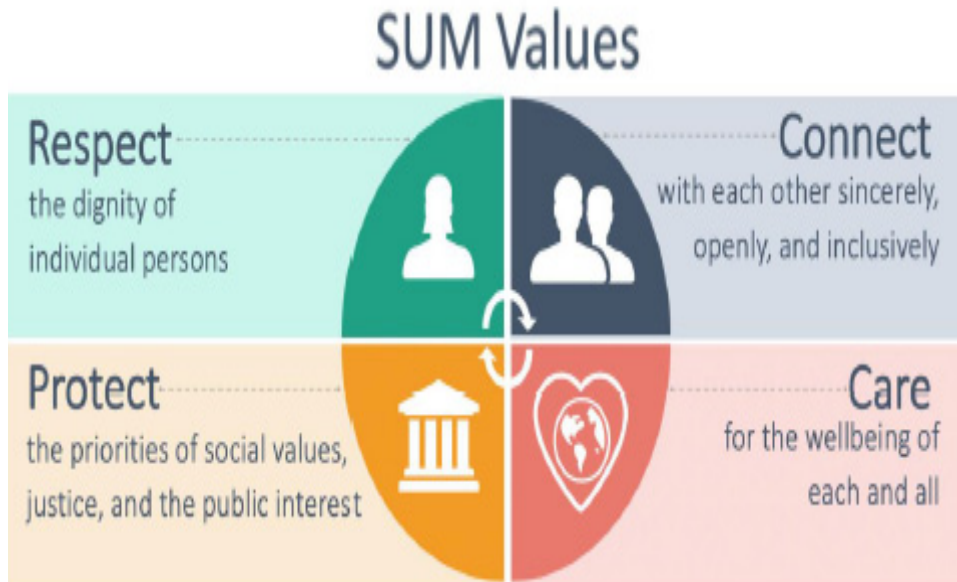 SUM Values
Respect
the dignity of
individual persons
Connect
with each other sincerely,
openly, and inclusively
Protect
the priorities of social values,
justice, and the public interest
Care
for the wellbeing of
each and all